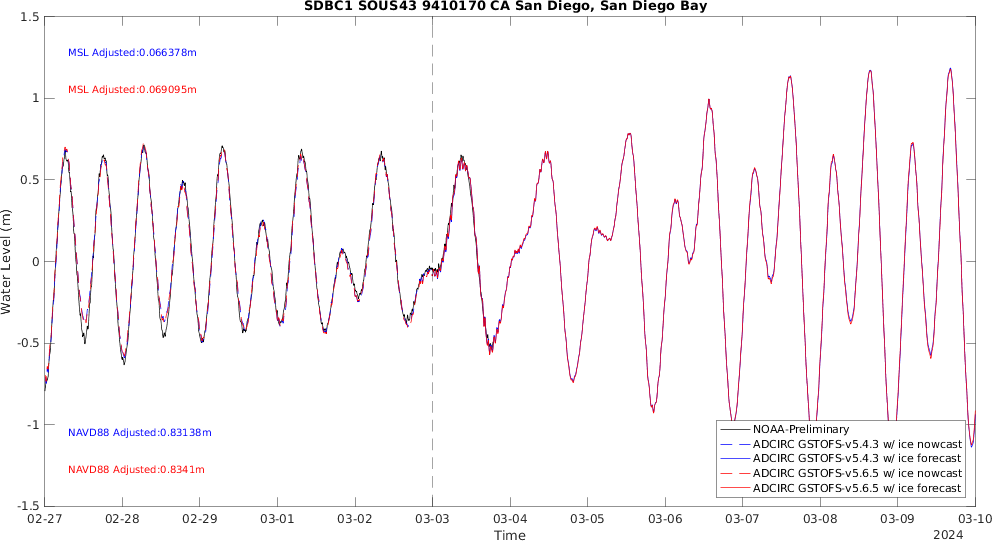 SDBC1 SOUS43 9410170 CA San Diego, San Diego Bay
1.5
1
0.5
0
-0.5
-1
-1.5
Water Level (m)
MSL Adjusted:0.066378m
MSL Adjusted:0.069095m
NAVD88 Adjusted:0.83138m
NAVD88 Adjusted:0.8341m
NOAA-Preliminary
ADCIRC GSTOFS-v5.4.3 w/ ice nowcast
ADCIRC GSTOFS-v5.4.3 w/ ice forecast
ADCIRC GSTOFS-v5.6.5 w/ ice nowcast
ADCIRC GSTOFS-v5.6.5 w/ ice forecast
02-27 02-28 02-29 03-01 03-02 03-03 03-04 03-05 03-06 03-07 03-08 03-09 03-10
Time
2024